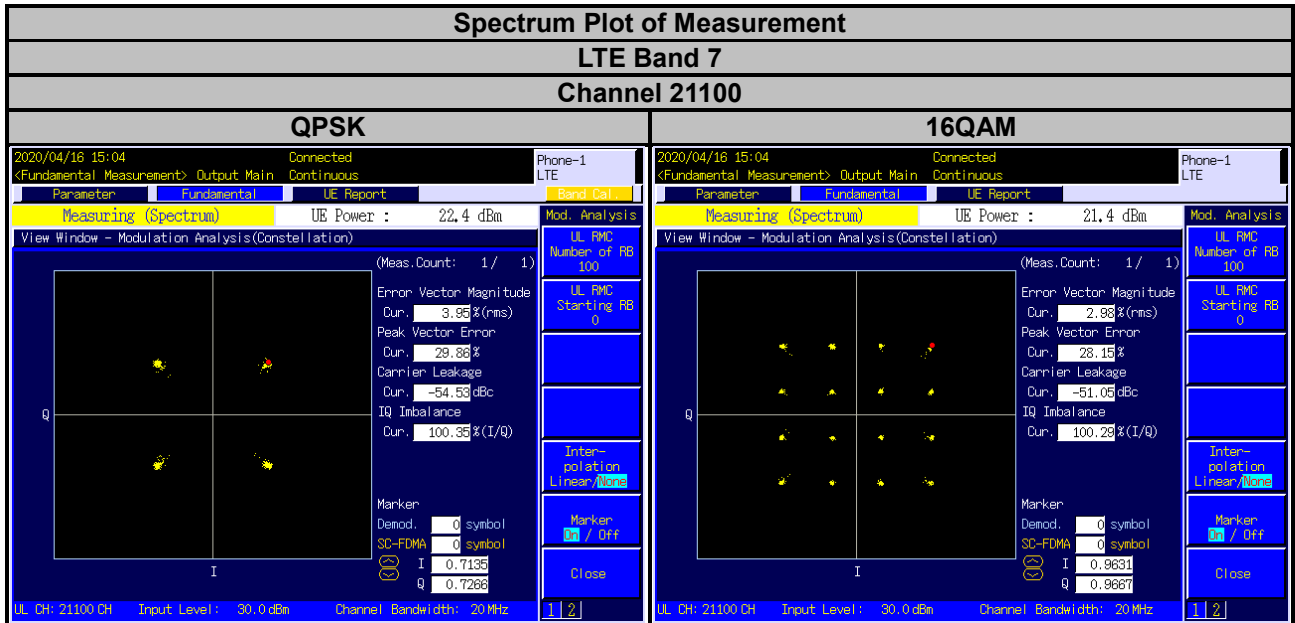 Spectrum Plot of Measurement
LTE Band 7
Channel 21100
QPSK
16QAM
2020/04/16 15:04 Connected
<Fundamental Measurement> Output Main Continuous
Phone-1
LTE
Parameter Fundamental UE Report Band Cal.
Measuring (Spectrum) UE Power : 22.4 dBm Mod. Analysis
View Window - Modulation Analysis(Constellation)
(Meas.Count: 1/ 1)
Error Vector Magnitude
Cur. 3.95 %(rms)
Peak Vector Error
Cur. 29.86 %
Carrier Leakage
Cur. -54.53 dBc
IQ Imbalance
Cur. 100.35 %(I/Q)
Marker
Demod. 0 symbol
SC-FDMA 0 symbol
I 0.7135
Q 0.7266
Q
I
UL RMC
Number of RB
100
UL RMC
Starting RB
0
Inter-
polation
Linear/None
Marker
On / Off
Close
UL CH: 21100 CH Input Level: 30.0 dBm Channel Bandwidth: 20 MHz 1 2
2020/04/16 15:04 Connected
<Fundamental Measurement> Output Main Continuous
Phone-1
LTE
Parameter Fundamental UE Report
Measuring (Spectrum) UE Power : 21.4 dBm Mod. Analysis
View Window - Modulation Analysis(Constellation)
(Meas.Count: 1/ 1)
Error Vector Magnitude
Cur. 2.98 %(rms)
Peak Vector Error
Cur. 28.15 %
Carrier Leakage
Cur. -51.05 dBc
IQ Imbalance
Cur. 100.29 %(I/Q)
Marker
Demod. 0 symbol
SC-FDMA 0 symbol
I 0.9631
Q 0.9667
Q
I
UL RMC
Number of RB
100
UL RMC
Starting RB
0
Inter-
polation
Linear/None
Marker
On / Off
Close
UL CH: 21100 CH Input Level: 30.0 dBm Channel Bandwidth: 20 MHz 1 2